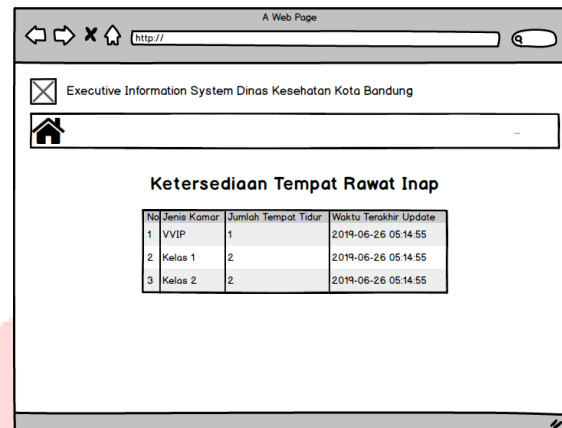 A Web Page
http://
Executive Information System Dinas Kesehatan Kota Bandung
...
Ketersediaan Tempat Rawat Inap
No Jenis Kamar Jumlah Tempat Tidur Waktu Terakhir Update
1 VVIP 1 2019-06-26 05:14:55
2 Kelas 1 2 2019-06-26 05:14:55
3 Kelas 2 2 2019-06-26 05:14:55